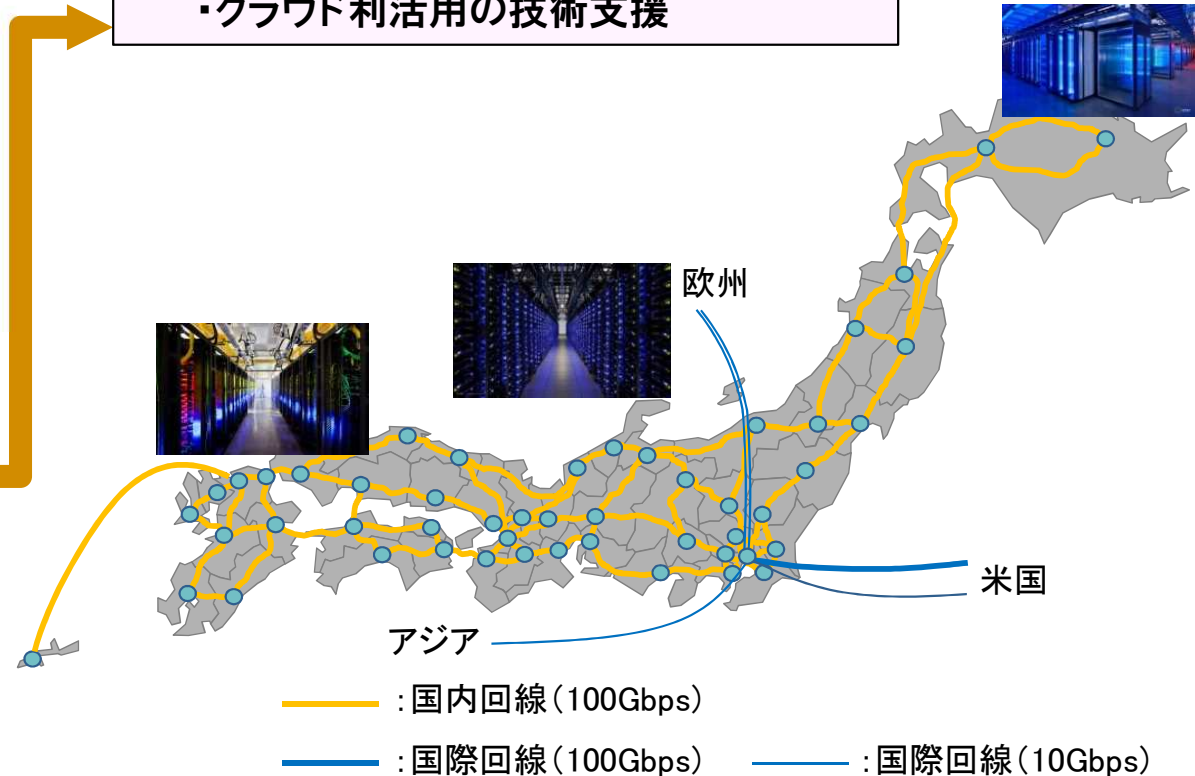 ・クラウド利活用の技術支援
欧州
米国
アジア
：国内回線（100Gbps）
：国際回線（100Gbps）
：国際回線（10Gbps）